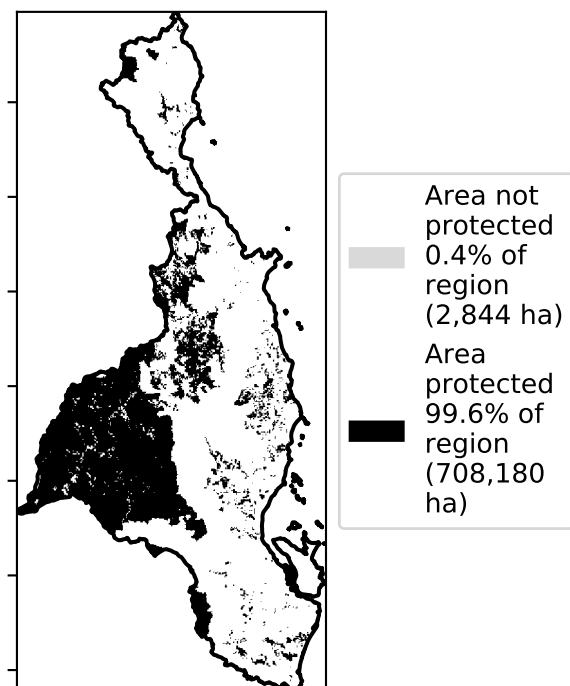 Area not
protected
0.4% of
region
(2,844 ha)
Area
protected
99.6% of
region
(708,180
ha)